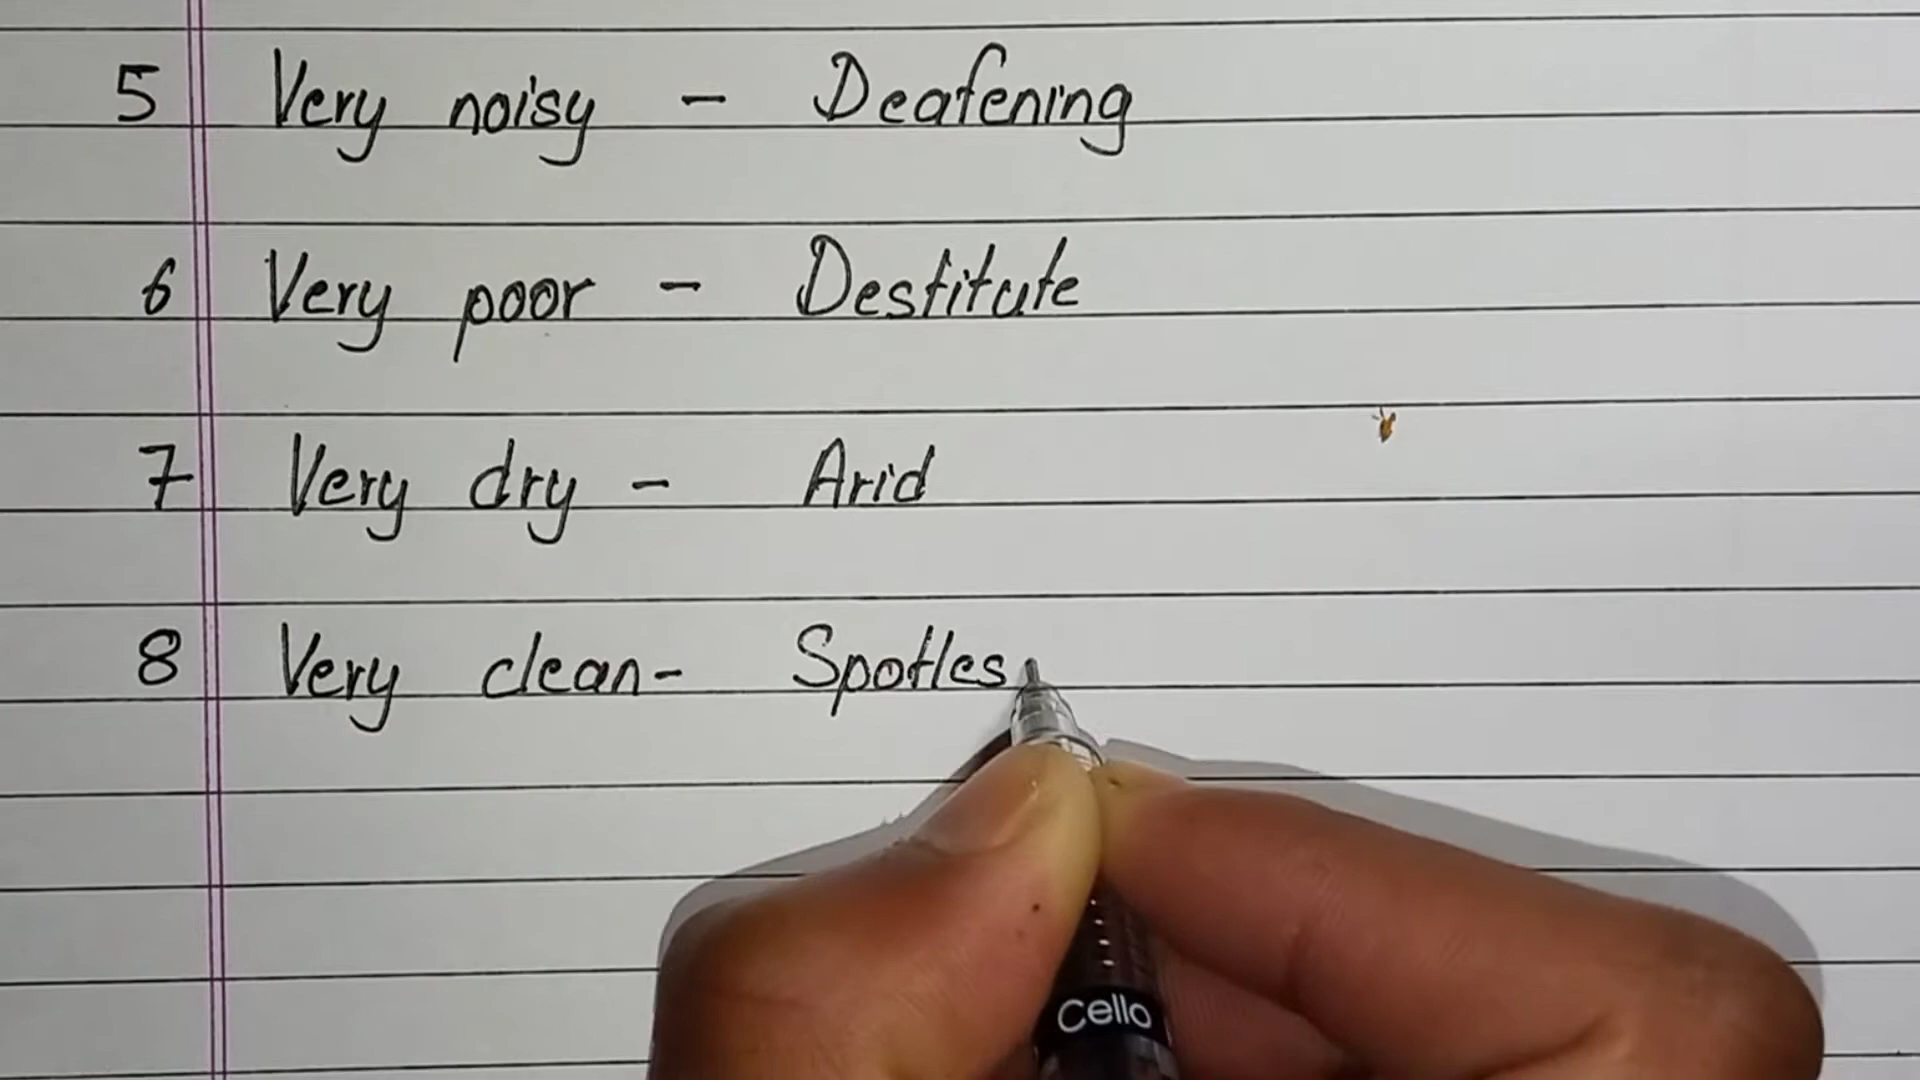 5 Very noisy - Deafening
6 Very poor - Destitute
7 Very dry - Arid
8 Very clean- Spotles
Cello